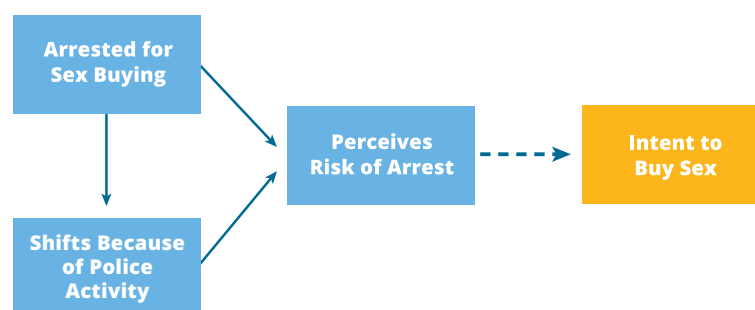 Arrested for
Sex Buying
Perceives
Risk of Arrest
Intent to
Buy Sex
Shifts Because
of Police
Activity